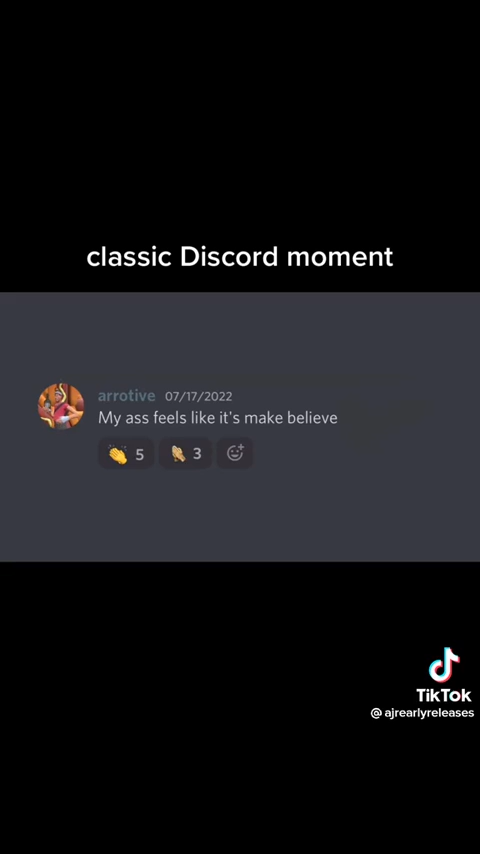 classic Discord moment
arrotive 07/17/2022
My ass feels like it's make believe
👏 5 👏 3
TikTok
@ajrearlyreleases